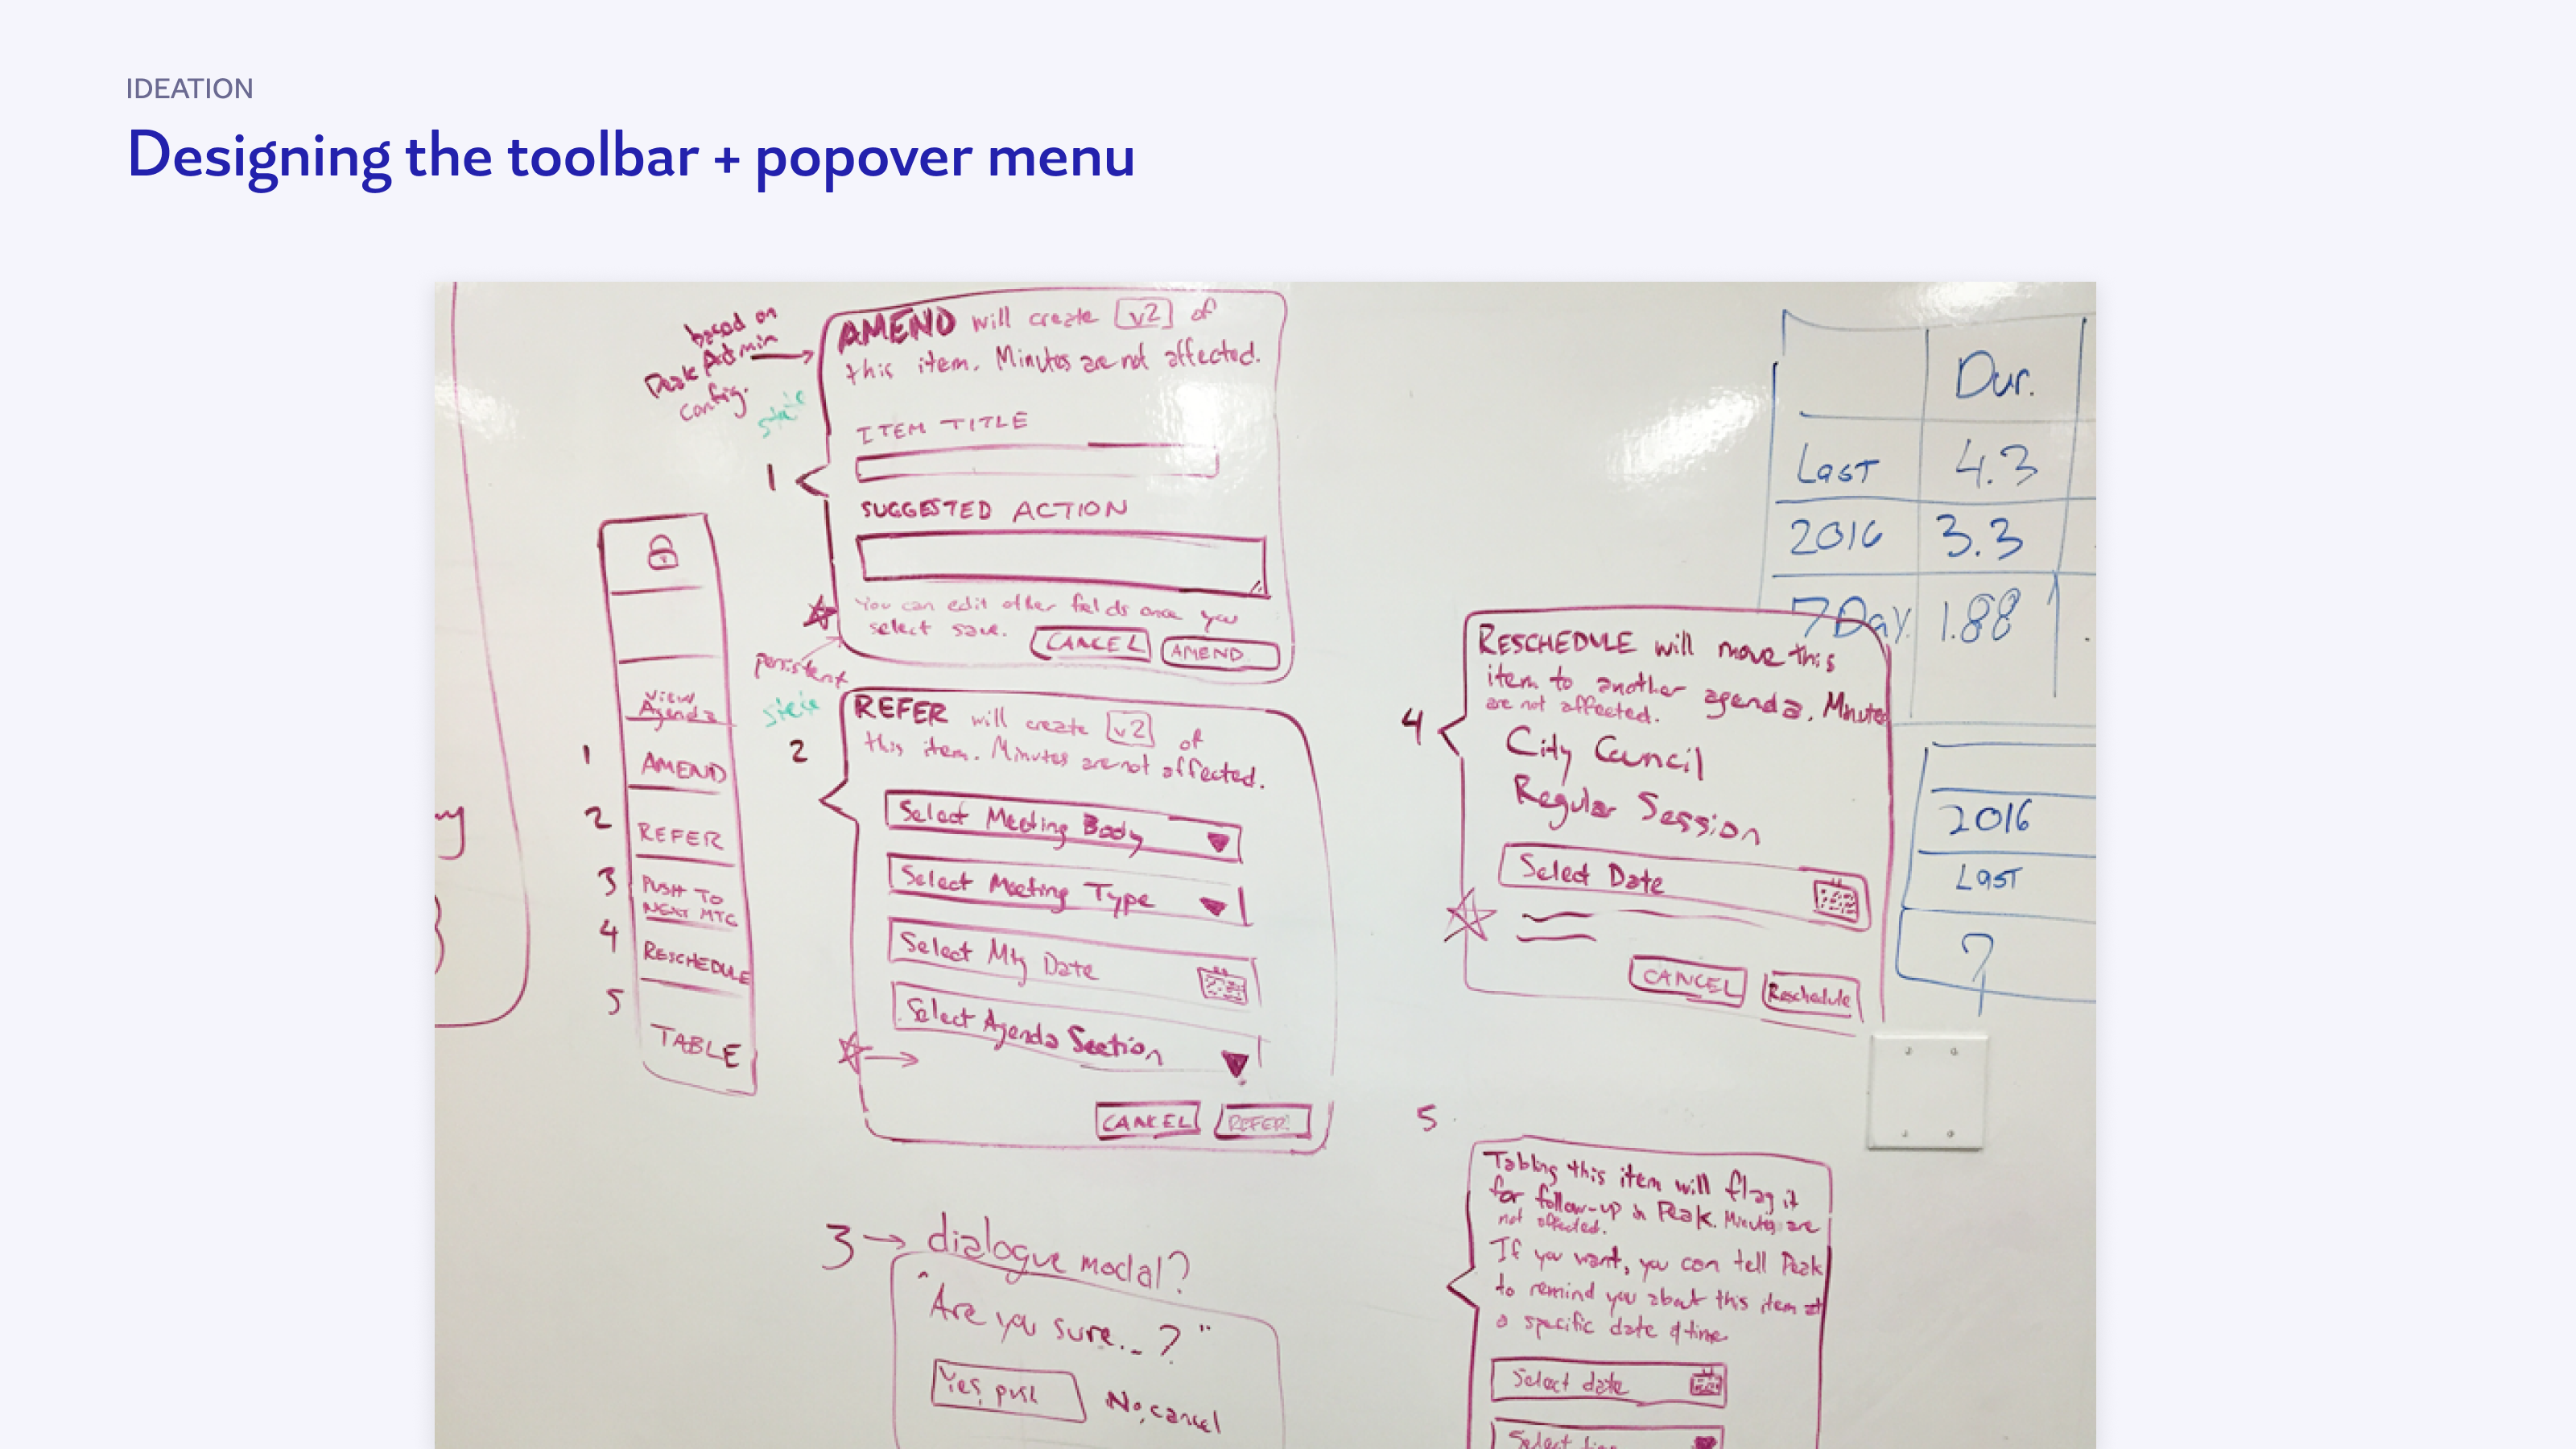 IDEATION
Designing the toolbar + popover menu
based on
Peak Admin
config.
AMEND will create v2 of
this item. Minutes are not affected.
ITEM TITLE
SUGGESTED ACTION
You can edit other fields once you
select save.
CANCEL
AMEND
1
persistent
View
Agenda
1
AMEND
2
REFER
3
PUSH TO
NEXT MTG
4
RESCHEDULE
5
TABLE
2
REFER will create v2 of
this item. Minutes are not affected.
Select Meeting Body
Select Meeting Type
Select Mtg Date
Select Agenda Section
CANCEL
REFER
3 → dialogue modal?
"Are you sure... ?"
Yes, push
No, cancel
4
RESCHEDULE will move this
item to another agenda. Minutes
are not affected.
City Council
Regular Session
Select Date
CANCEL
Reschedule
5
Tabling this item will flag it
for follow-up in Peak. Minutes are
not affected.
If you want, you can tell Peak
to remind you about this item at
a specific date & time
Select date
Select
Dur.
Last 4.3
2016 3.3
7 Day 1.88
2016
Last
7